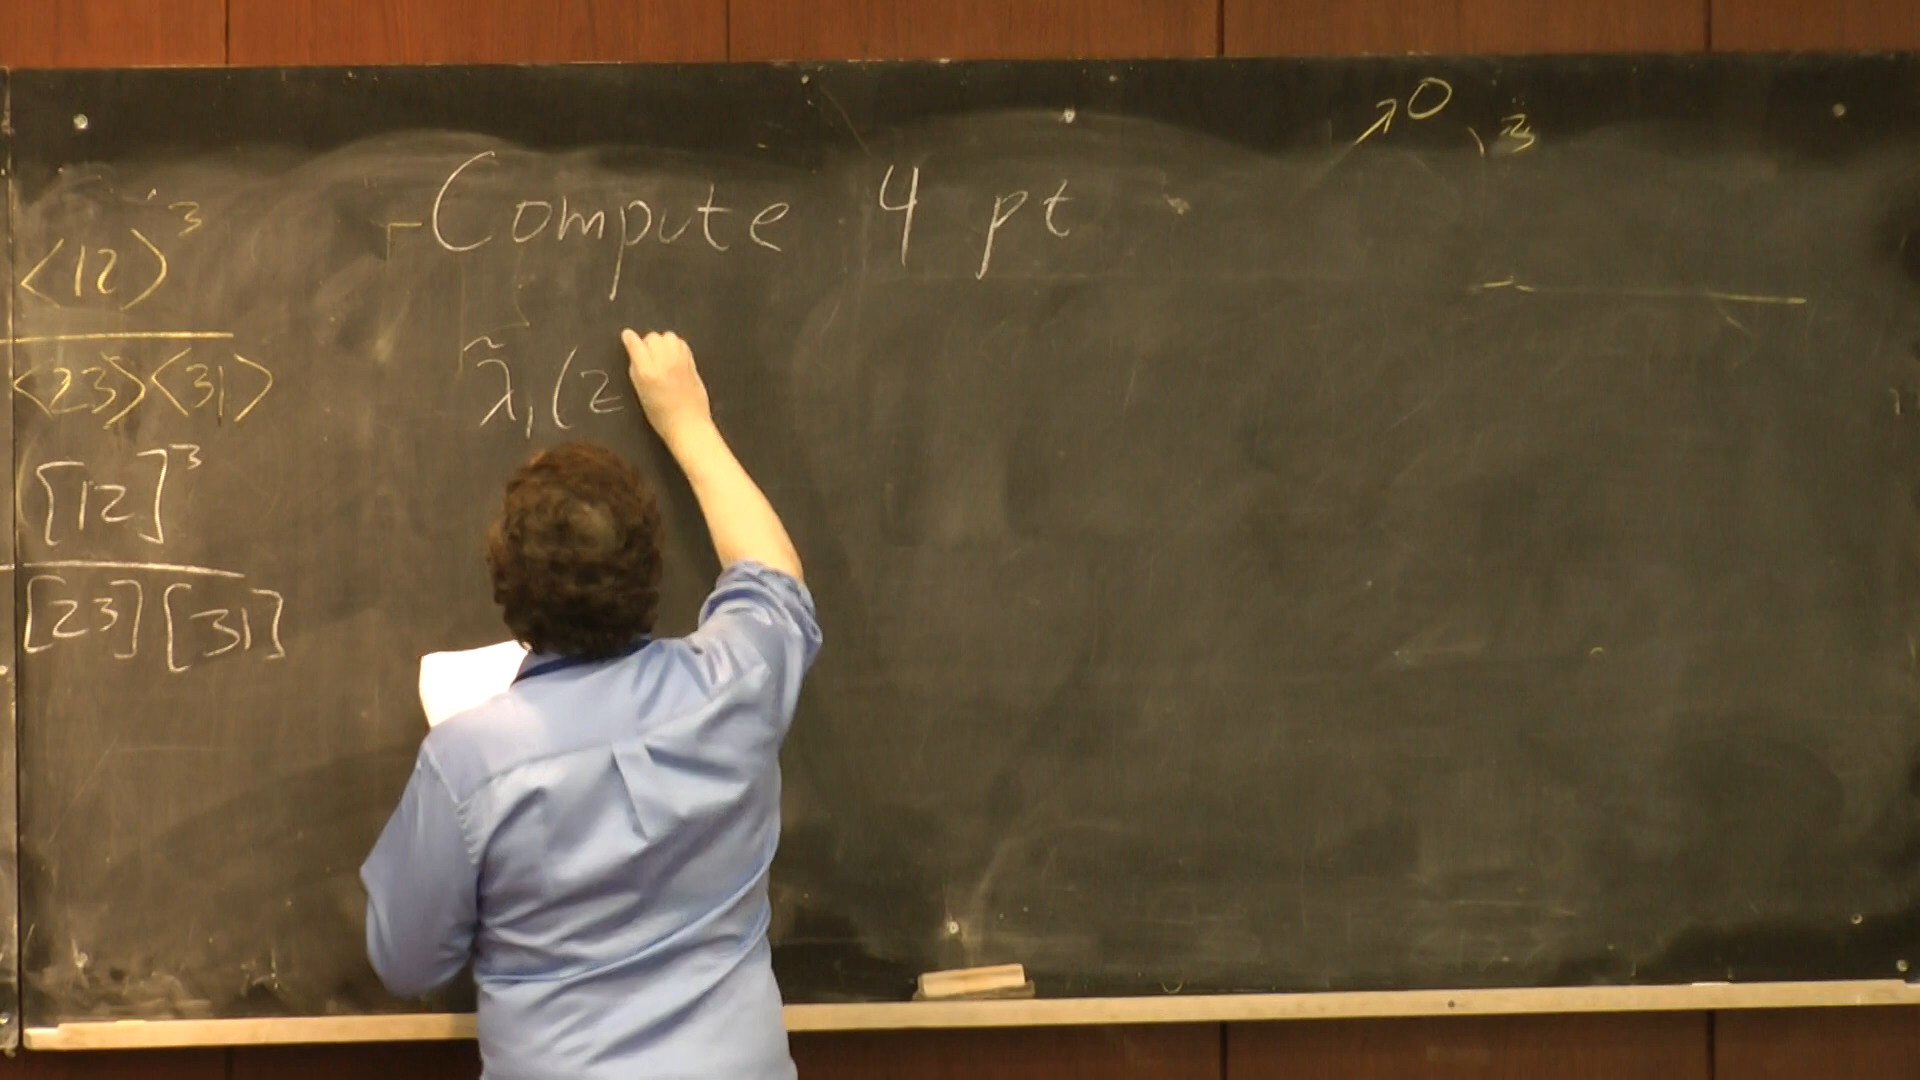 ⟨12⟩³
⟨23⟩⟨31⟩
[12]³
[23][31]
Compute 4 pt
λ̃₁(z
↗0